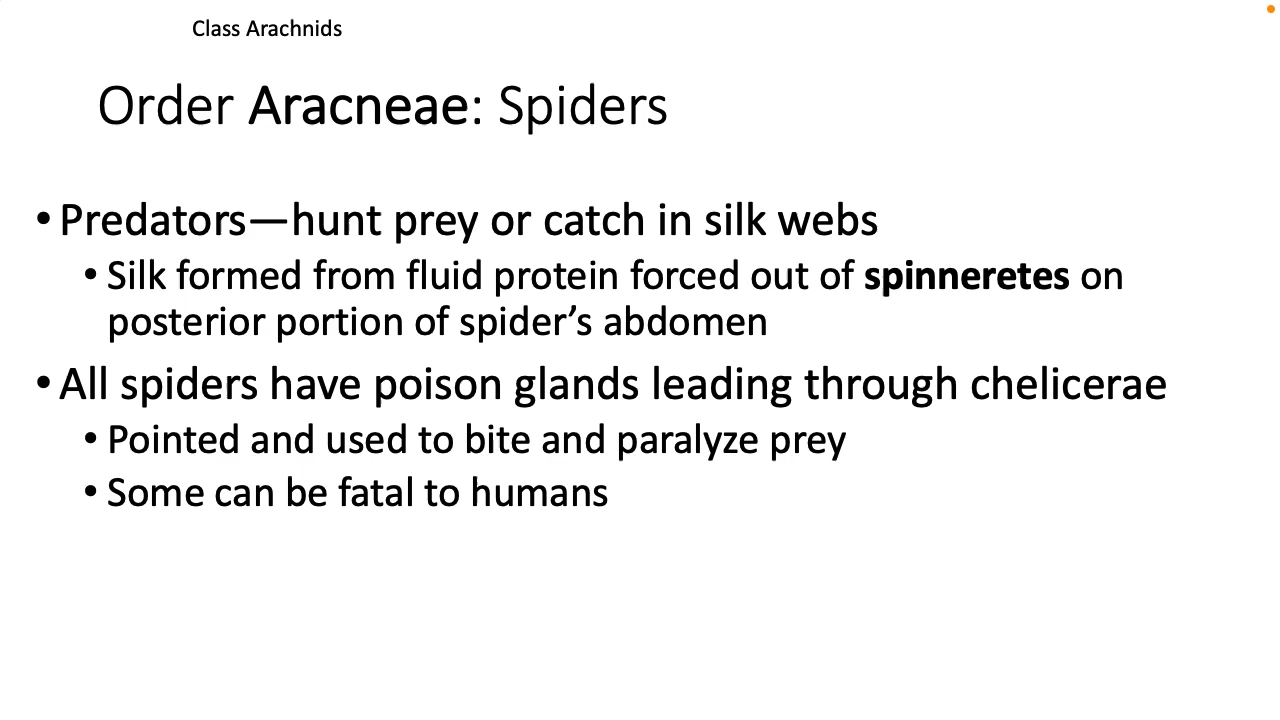 Class Arachnids
Order Aracneae: Spiders
• Predators—hunt prey or catch in silk webs
• Silk formed from fluid protein forced out of spinneretes on
posterior portion of spider’s abdomen
• All spiders have poison glands leading through chelicerae
• Pointed and used to bite and paralyze prey
• Some can be fatal to humans